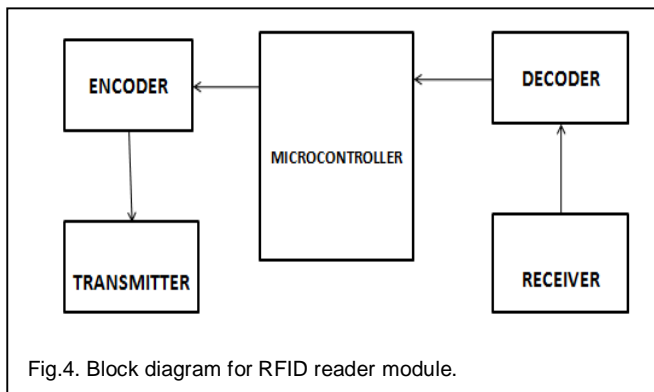 ENCODER
DECODER
MICROCONTROLLER
TRANSMITTER
RECEIVER
Fig.4. Block diagram for RFID reader module.